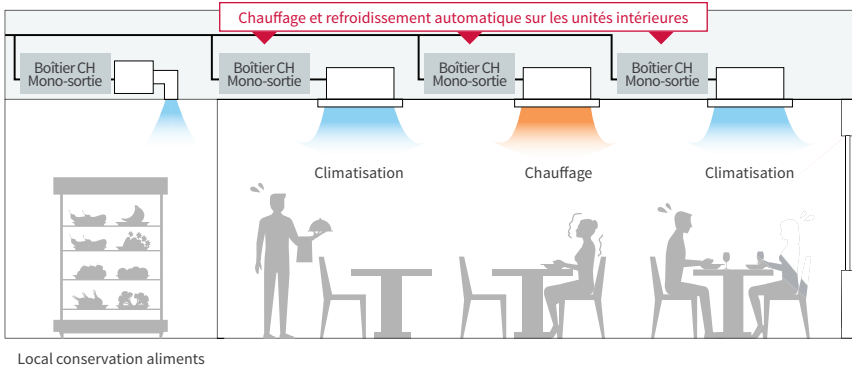 Chauffage et refroidissement automatique sur les unités intérieures
Boîtier CH
Mono-sortie
Boîtier CH
Mono-sortie
Boîtier CH
Mono-sortie
Boîtier CH
Mono-sortie
Climatisation
Chauffage
Climatisation
Local conservation aliments